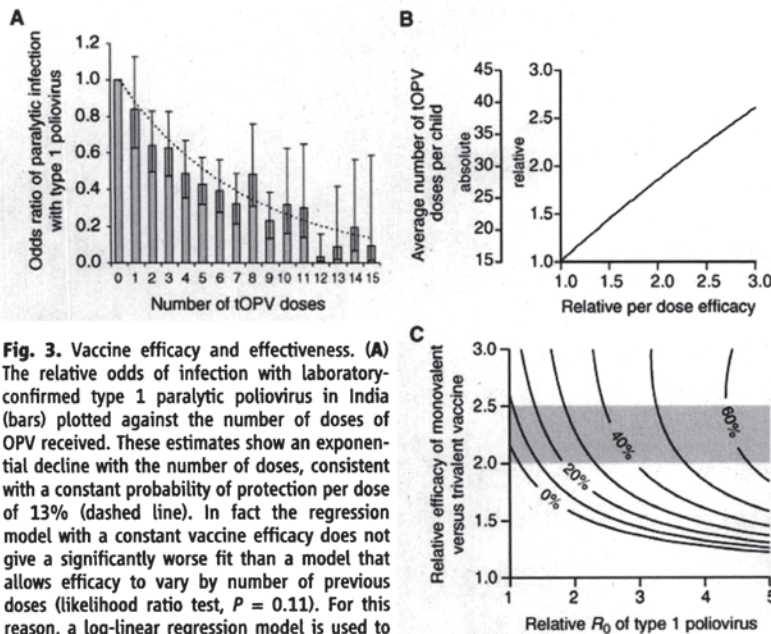 A
Odds ratio of paralytic infection
with type 1 poliovirus
1.2
1.0
0.8
0.6
0.4
0.2
0.0
0 1 2 3 4 5 6 7 8 9 10 11 12 13 14 15
Number of tOPV doses
B
Average number of tOPV
doses per child
absolute
45
40
35
30
25
20
15
relative
3.0
2.5
2.0
1.5
1.0
1.0 1.5 2.0 2.5 3.0
Relative per dose efficacy
Fig. 3. Vaccine efficacy and effectiveness. (A)
The relative odds of infection with laboratory-
confirmed type 1 paralytic poliovirus in India
(bars) plotted against the number of doses of
OPV received. These estimates show an exponen-
tial decline with the number of doses, consistent
with a constant probability of protection per dose
of 13% (dashed line). In fact the regression
model with a constant vaccine efficacy does not
give a significantly worse fit than a model that
allows efficacy to vary by number of previous
doses (likelihood ratio test, P = 0.11). For this
reason, a log-linear regression model is used to
C
Relative efficacy of monovalent
versus trivalent vaccine
3.0
2.5
2.0
1.5
1.0
0%
20%
40%
60%
1 2 3 4 5
Relative R0 of type 1 poliovirus